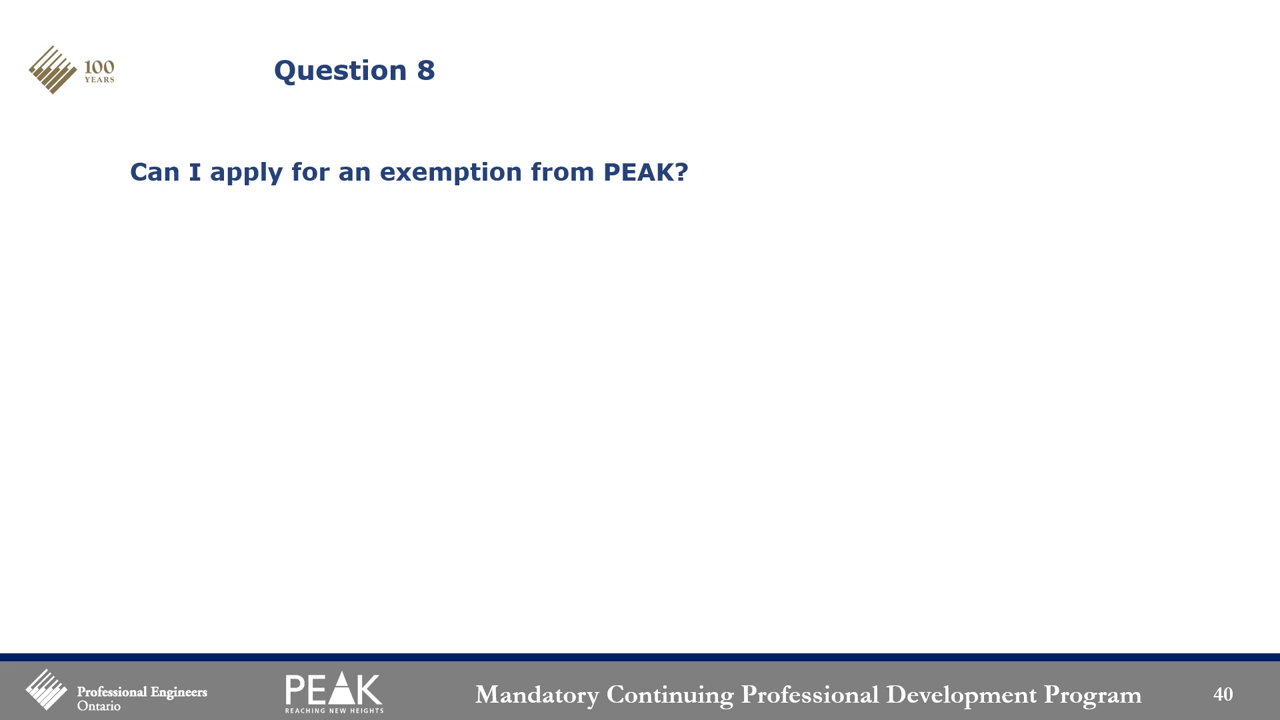 100
YEARS
Question 8
Can I apply for an exemption from PEAK?
Professional Engineers
Ontario
PEAK
REACHING NEW HEIGHTS
Mandatory Continuing Professional Development Program
40